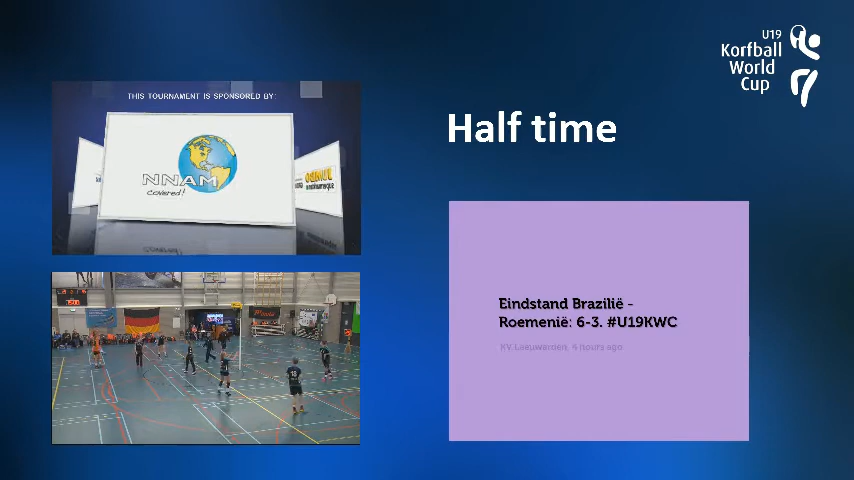 U19
Korfball
World
Cup
THIS TOURNAMENT IS SPONSORED BY:
NNAM
covered!
Half time
Eindstand Brazilië -
Roemenië: 6-3. #U19KWC
KV Leeuwarden, 4 hours ago